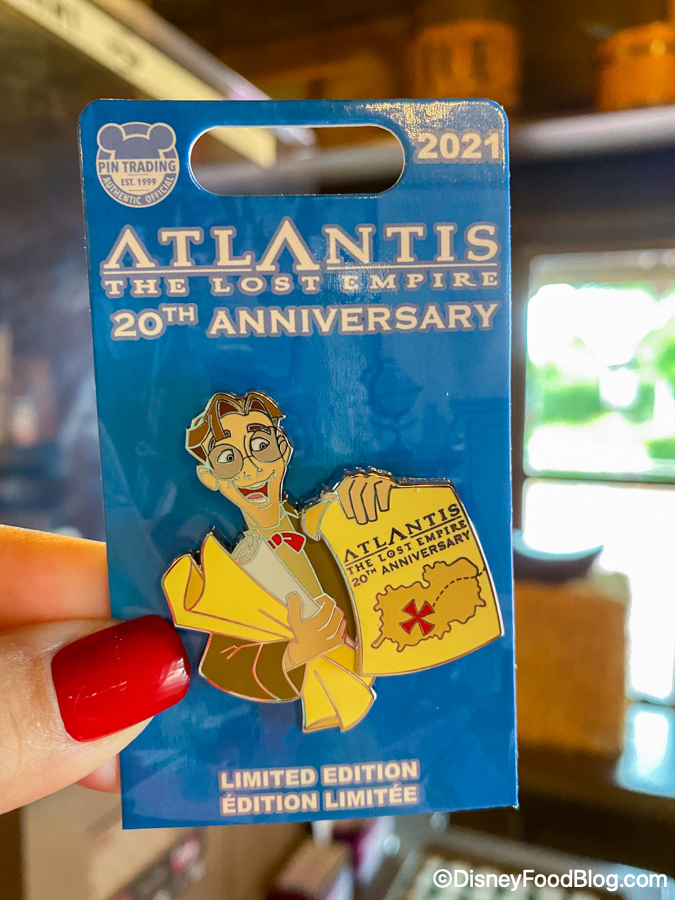 PIN TRADING
EST. 1999
AUTHENTIC OFFICIAL
2021
ATLANTIS
THE LOST EMPIRE
20TH ANNIVERSARY
ATLANTIS
THE LOST EMPIRE
20TH ANNIVERSARY
LIMITED EDITION
ÉDITION LIMITÉE
©DisneyFoodBlog.com